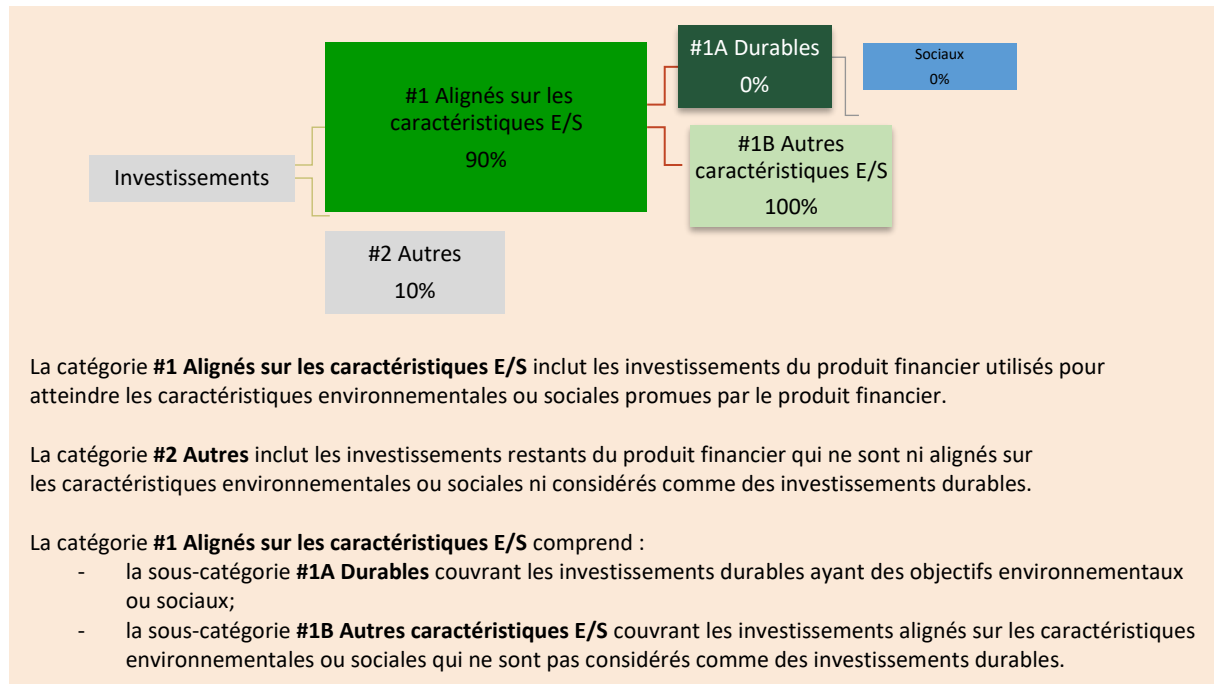 #1A Durables
0%
Sociaux
0%
#1 Alignés sur les
caractéristiques E/S
90%
#1B Autres
caractéristiques E/S
100%
Investissements
#2 Autres
10%
La catégorie #1 Alignés sur les caractéristiques E/S inclut les investissements du produit financier utilisés pour
atteindre les caractéristiques environnementales ou sociales promues par le produit financier.
La catégorie #2 Autres inclut les investissements restants du produit financier qui ne sont ni alignés sur
les caractéristiques environnementales ou sociales ni considérés comme des investissements durables.
La catégorie #1 Alignés sur les caractéristiques E/S comprend :
- la sous-catégorie #1A Durables couvrant les investissements durables ayant des objectifs environnementaux
ou sociaux;
- la sous-catégorie #1B Autres caractéristiques E/S couvrant les investissements alignés sur les caractéristiques
environnementales ou sociales qui ne sont pas considérés comme des investissements durables.